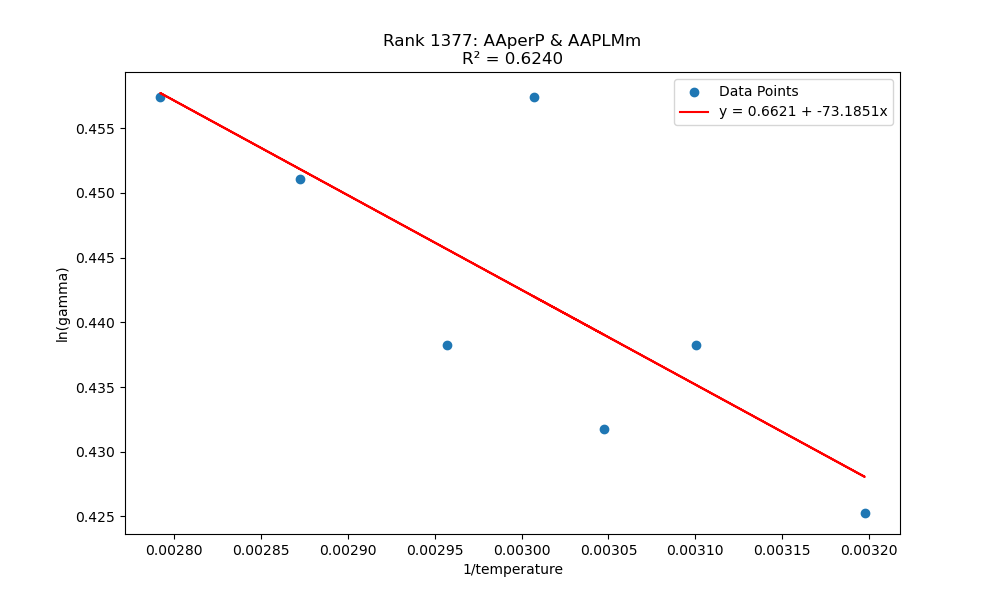 Rank 1377: AAperP & AAPLMm
R² = 0.6240
Data Points
y = 0.6621 + -73.1851x
ln(gamma)
0.455
0.450
0.445
0.440
0.435
0.430
0.425
0.00280
0.00285
0.00290
0.00295
0.00300
0.00305
0.00310
0.00315
0.00320
1/temperature